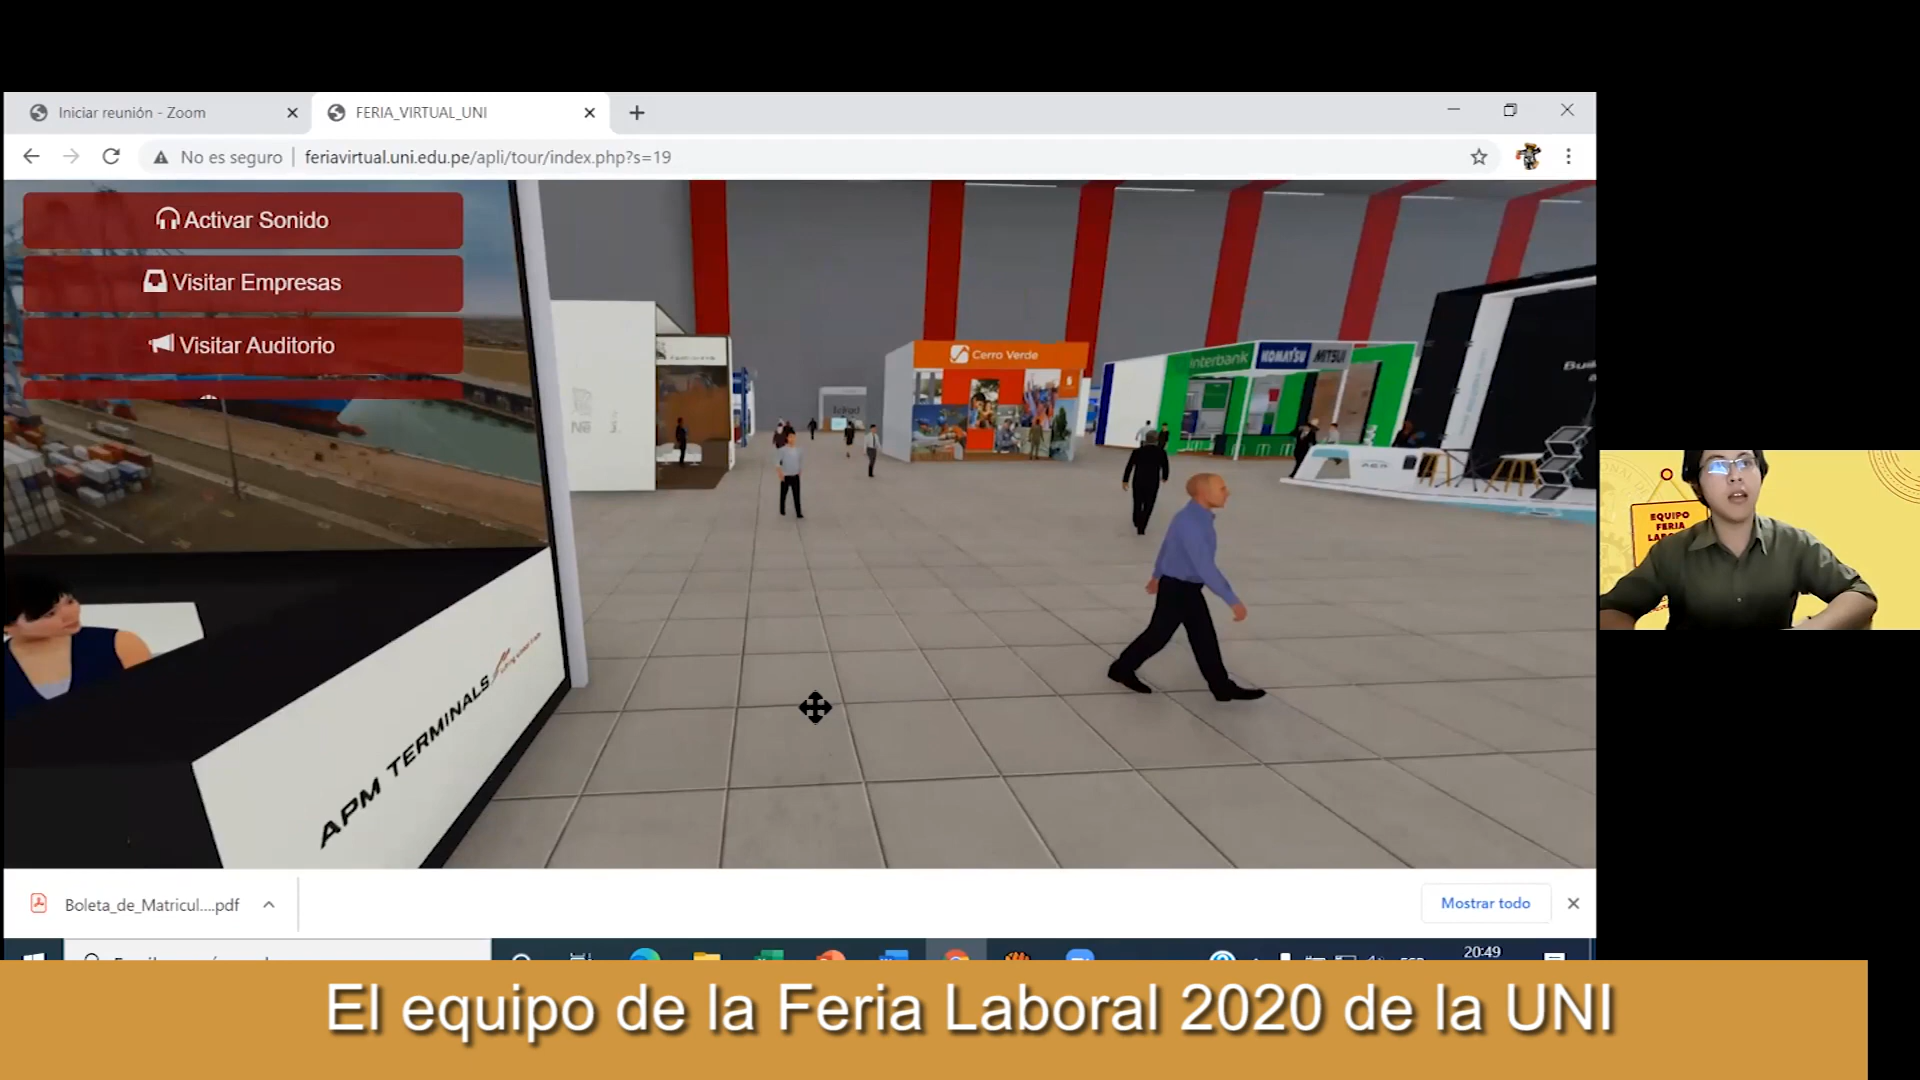 Iniciar reunión - Zoom
FERIA_VIRTUAL_UNI
No es seguro
feriavirtual.uni.edu.pe/apli/tour/index.php?s=19
Activar Sonido
Visitar Empresas
Visitar Auditorio
Cerro Verde
interbank
KOMATSU
MITSUI
APM TERMINALS
EQUIPO
FERIA
Boleta_de_Matricul....pdf
Mostrar todo
20:49
El equipo de la Feria Laboral 2020 de la UNI